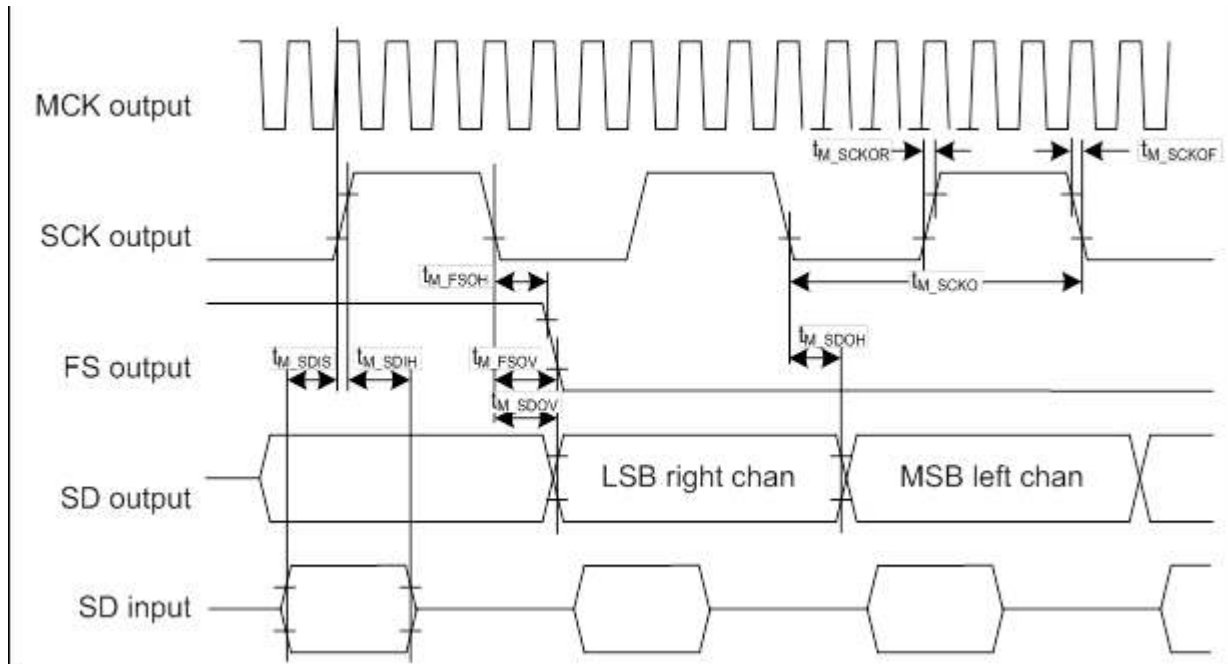 MCK output
tM_SCKOR
tM_SCKOF
SCK output
tM_FSOH
tM_SCKO
tM_SDOH
FS output
tM_SDIS
tM_SDIH
tM_FSOV
tM_SDOV
SD output
LSB right chan
MSB left chan
SD input